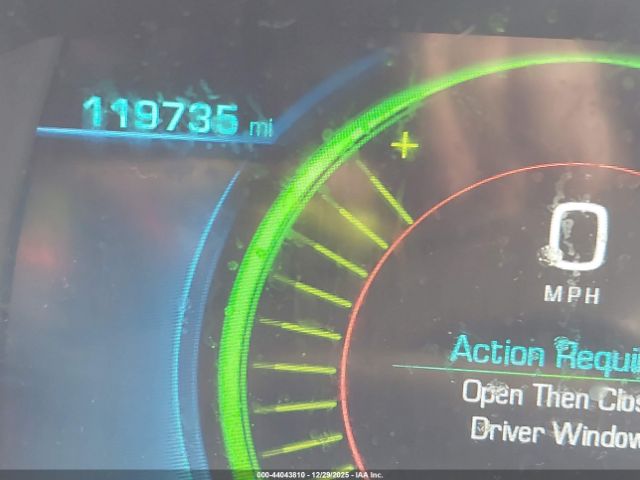 119735 mi
+
0
MPH
Action Requi
Open Then Clos
Driver Window
000-44043810 - 12/29/2025 - IAA Inc.